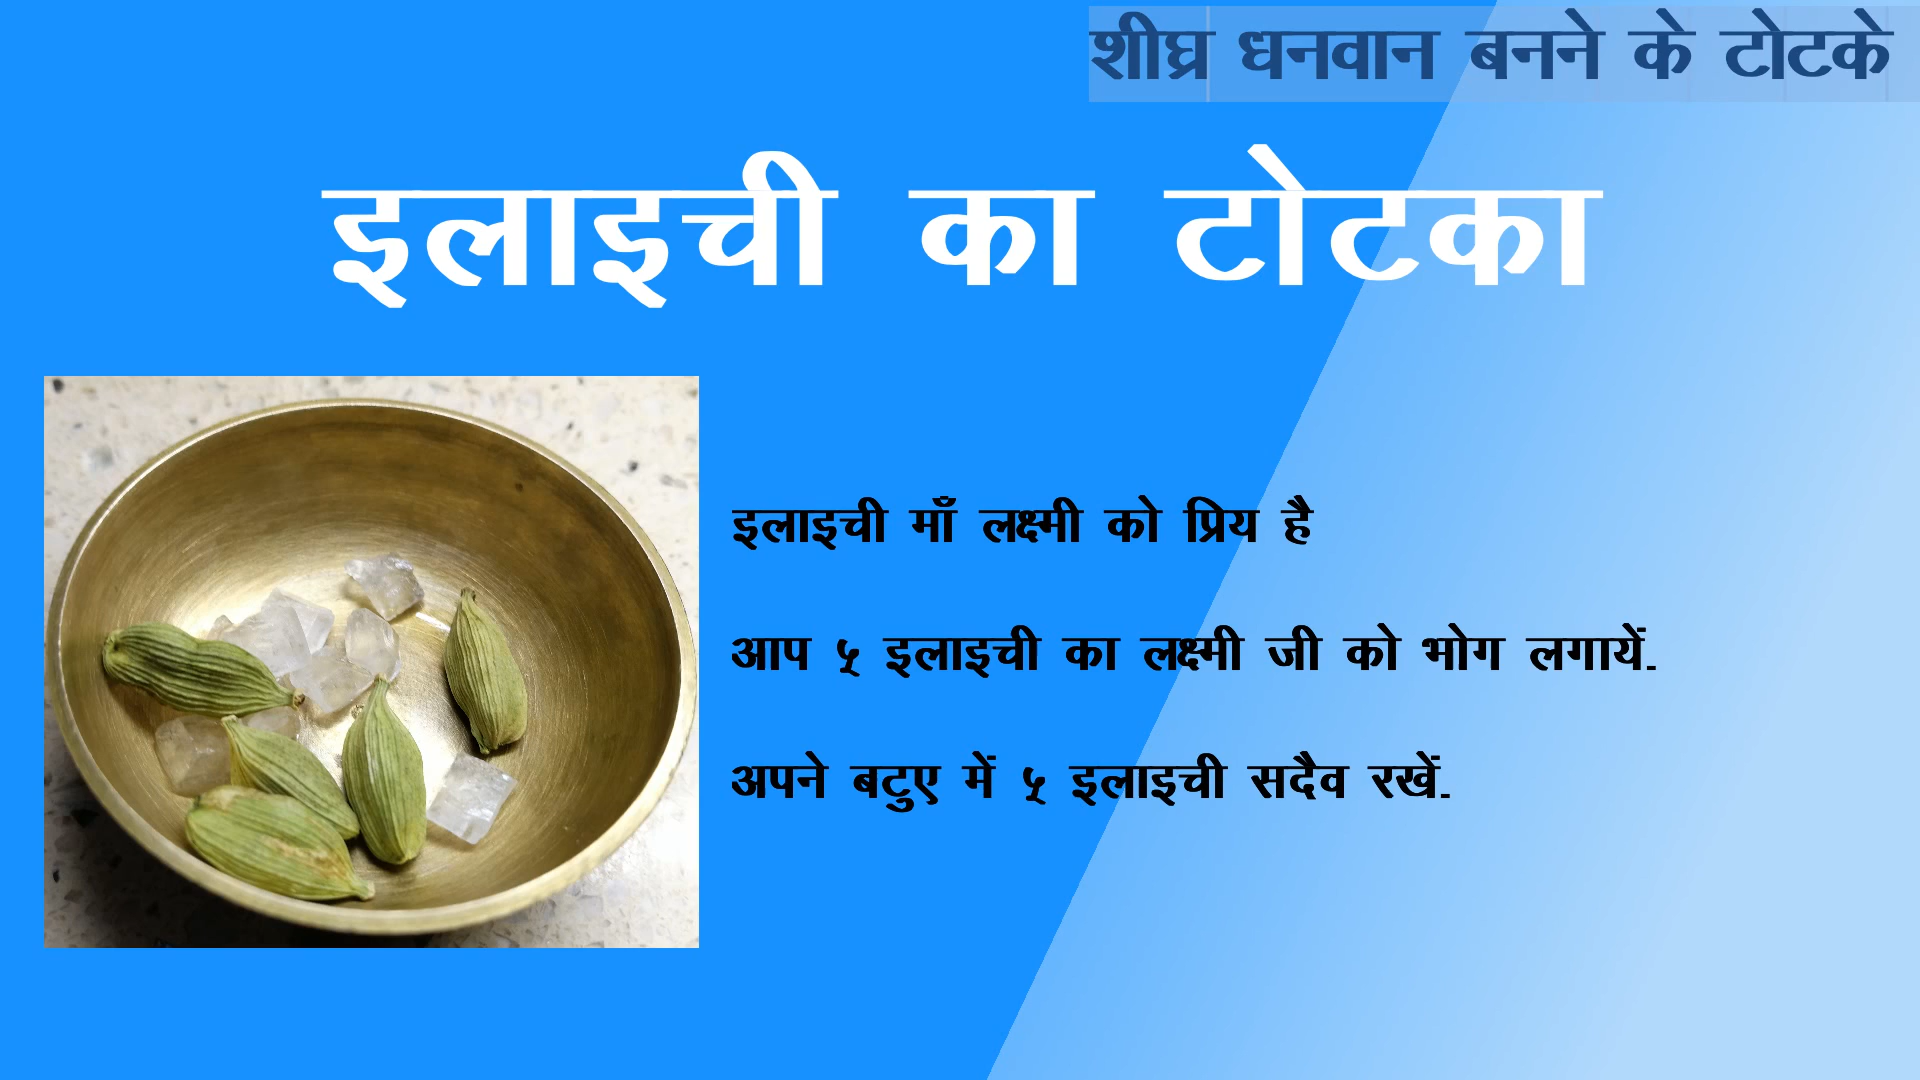 शीघ्र धनवान बनने के टोटके
इलाइची का टोटका
इलाइची माँ लक्ष्मी को प्रिय है
आप ५ इलाइची का लक्ष्मी जी को भोग लगायें.
अपने बटुए में ५ इलाइची सदैव रखें.